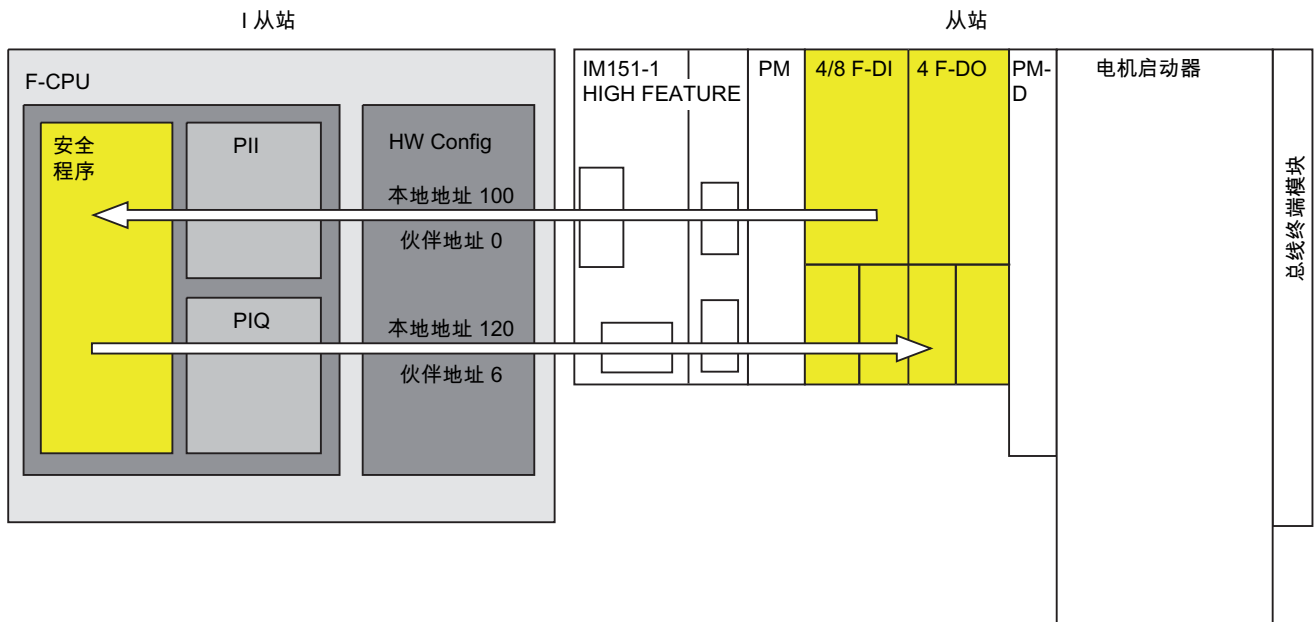 I 从站
从站
F-CPU
安全
程序
PII
PIQ
HW Config
本地地址 100
伙伴地址 0
本地地址 120
伙伴地址 6
IM151-1
HIGH FEATURE
PM
4/8 F-DI
4 F-DO
PM-
D
电机启动器
总线终端模块